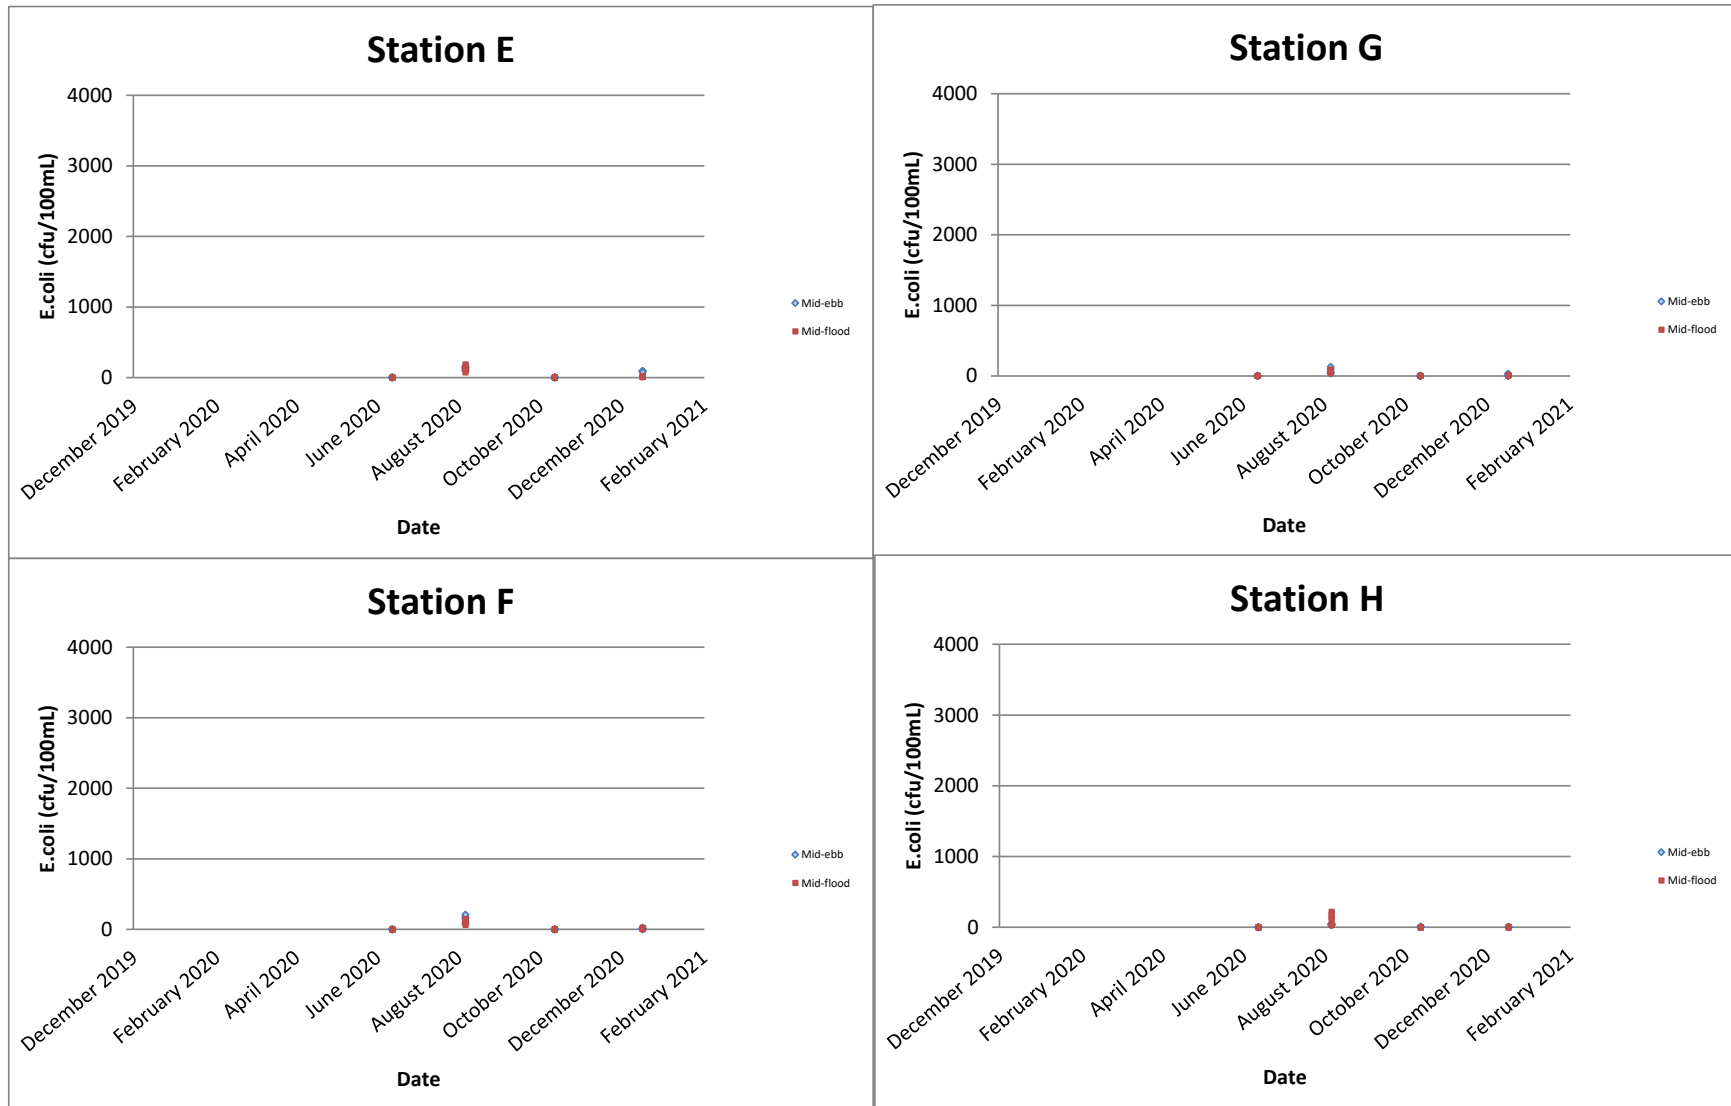 Station E
4000
3000
2000
1000
0
E.coli (cfu/100mL)
December 2019
February 2020
April 2020
June 2020
August 2020
October 2020
December 2020
February 2021
Date
Mid-ebb
Mid-flood
Station G
4000
3000
2000
1000
0
E.coli (cfu/100mL)
December 2019
February 2020
April 2020
June 2020
August 2020
October 2020
December 2020
February 2021
Date
Mid-ebb
Mid-flood
Station F
4000
3000
2000
1000
0
E.coli (cfu/100mL)
December 2019
February 2020
April 2020
June 2020
August 2020
October 2020
December 2020
February 2021
Date
Mid-ebb
Mid-flood
Station H
4000
3000
2000
1000
0
E.coli (cfu/100mL)
December 2019
February 2020
April 2020
June 2020
August 2020
October 2020
December 2020
February 2021
Date
Mid-ebb
Mid-flood